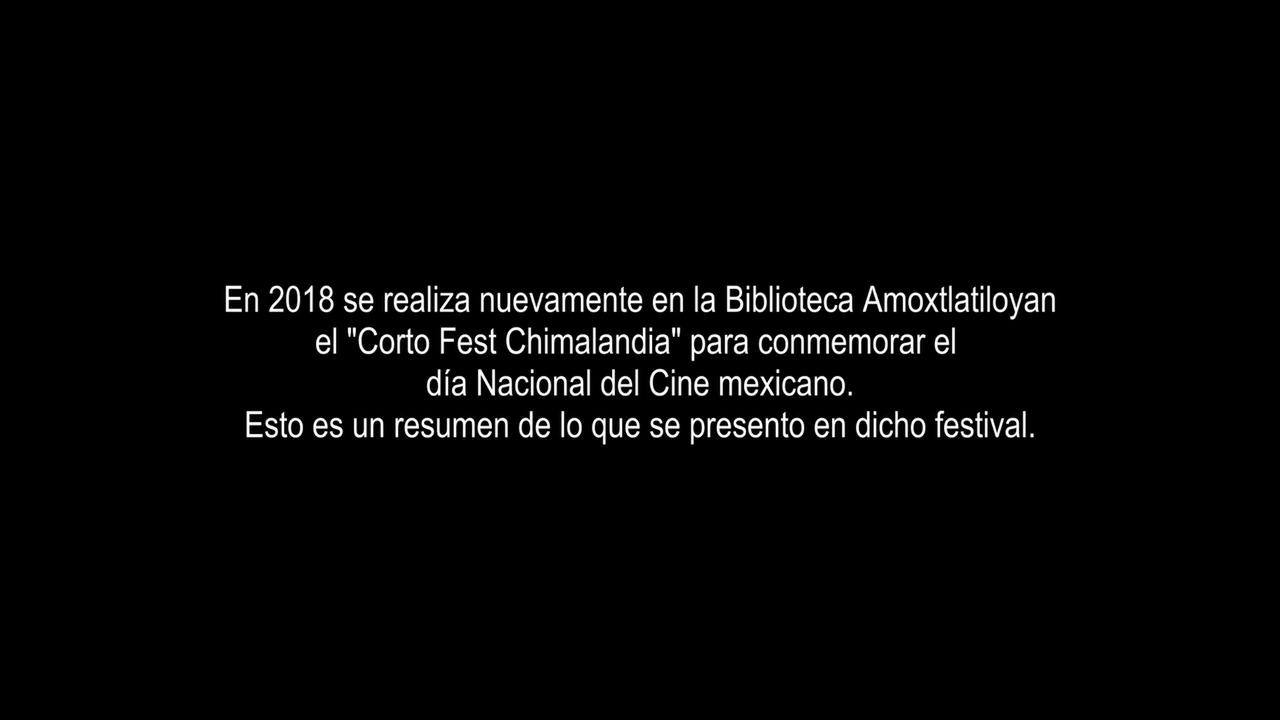 En 2018 se realiza nuevamente en la Biblioteca Amoxtlatiloyan
el "Corto Fest Chimalandia" para conmemorar el
día Nacional del Cine mexicano.
Esto es un resumen de lo que se presento en dicho festival.